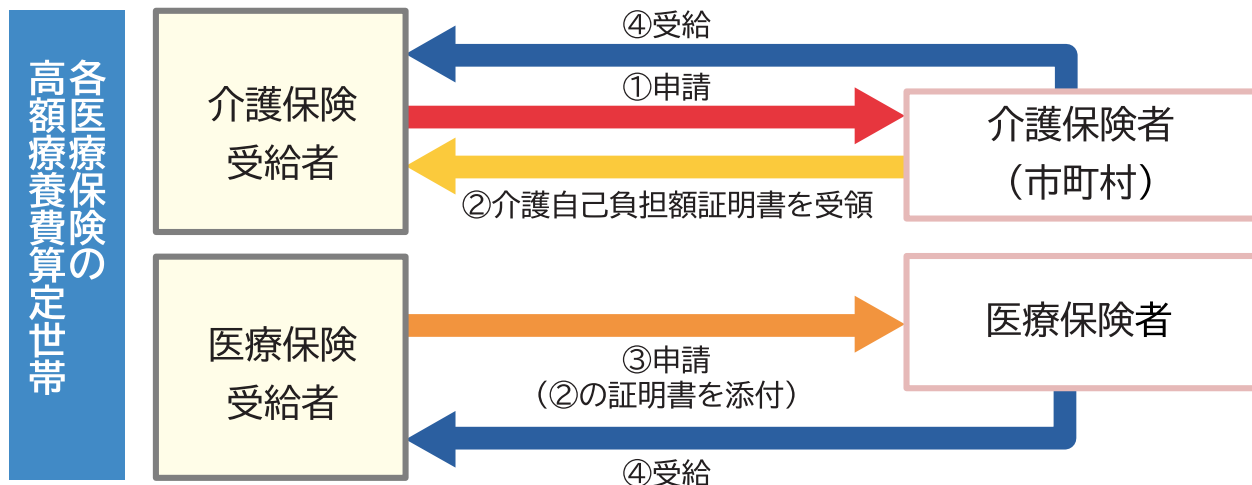 各医療保険の
高額療養費算定世帯
介護保険
受給者
④受給
①申請
②介護自己負担額証明書を受領
介護保険者
（市町村）
医療保険
受給者
③申請
（②の証明書を添付）
④受給
医療保険者